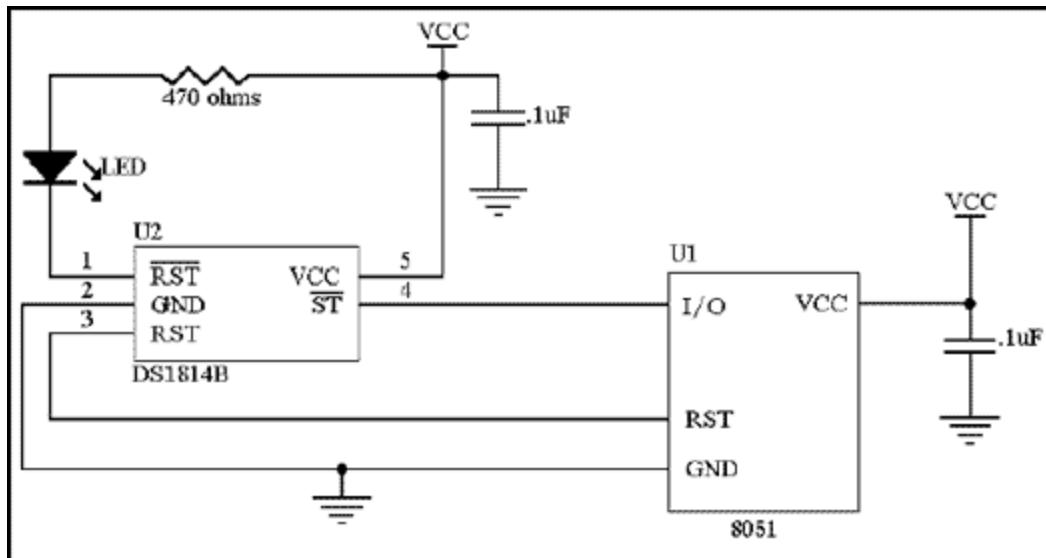 VCC
470 ohms
.1uF
LED
VCC
U2
U1
1
RST
VCC
5
2
GND
ST
4
I/O
VCC
3
RST
.1uF
DS1814B
RST
GND
8051